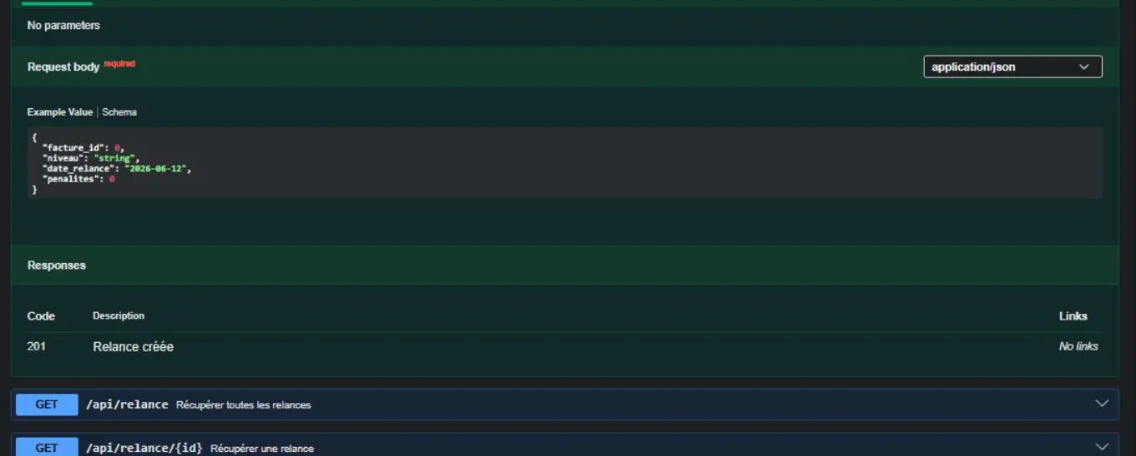 No parameters
Request body required
application/json
Example Value | Schema
{
"facture_id": 0,
"niveau": "string",
"date_relance": "2026-06-12",
"penalites": 0
}
Responses
Code Description Links
201 Relance créée No links
GET /api/relance Récupérer toutes les relances
GET /api/relance/{id} Récupérer une relance